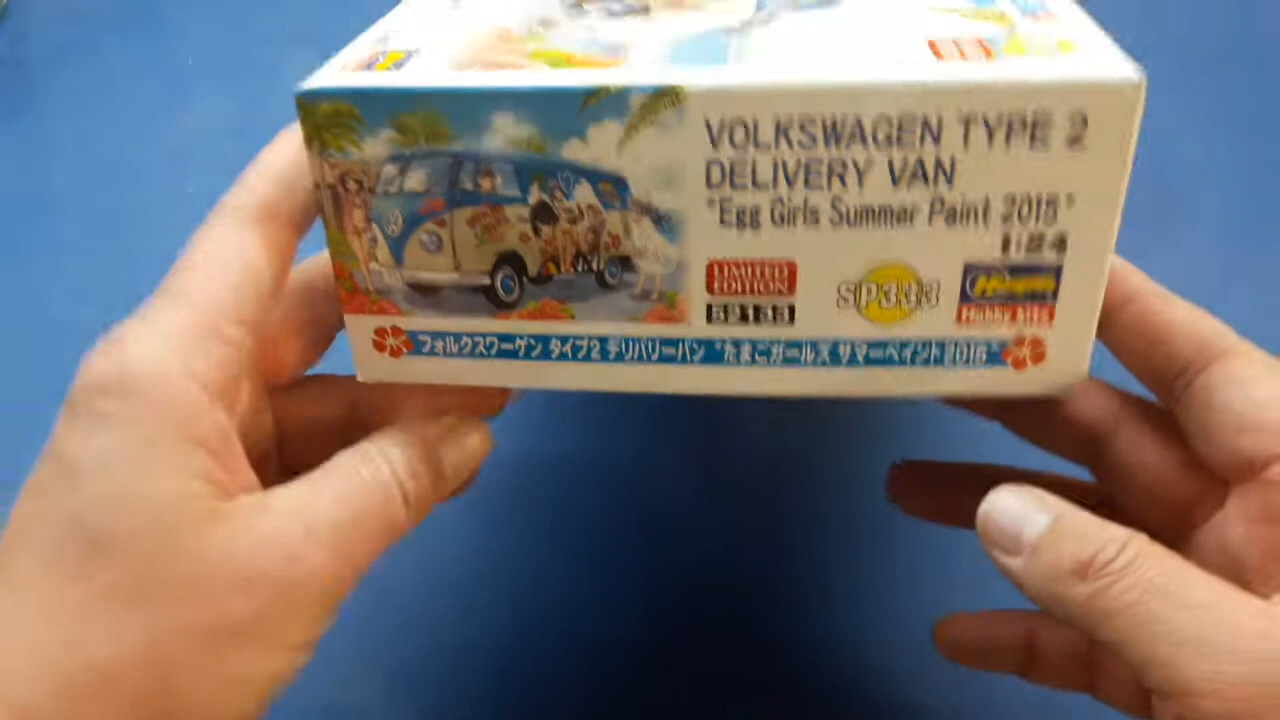 VOLKSWAGEN TYPE 2
DELIVERY VAN
"Egg Girls Summer Paint 2015"
1:24
LIMITED
EDITION
SP333
Hasegawa
Hobby kits
52133
フォルクスワーゲン タイプ2 デリバリーバン "たまごガールズ サマーペイント 2015"